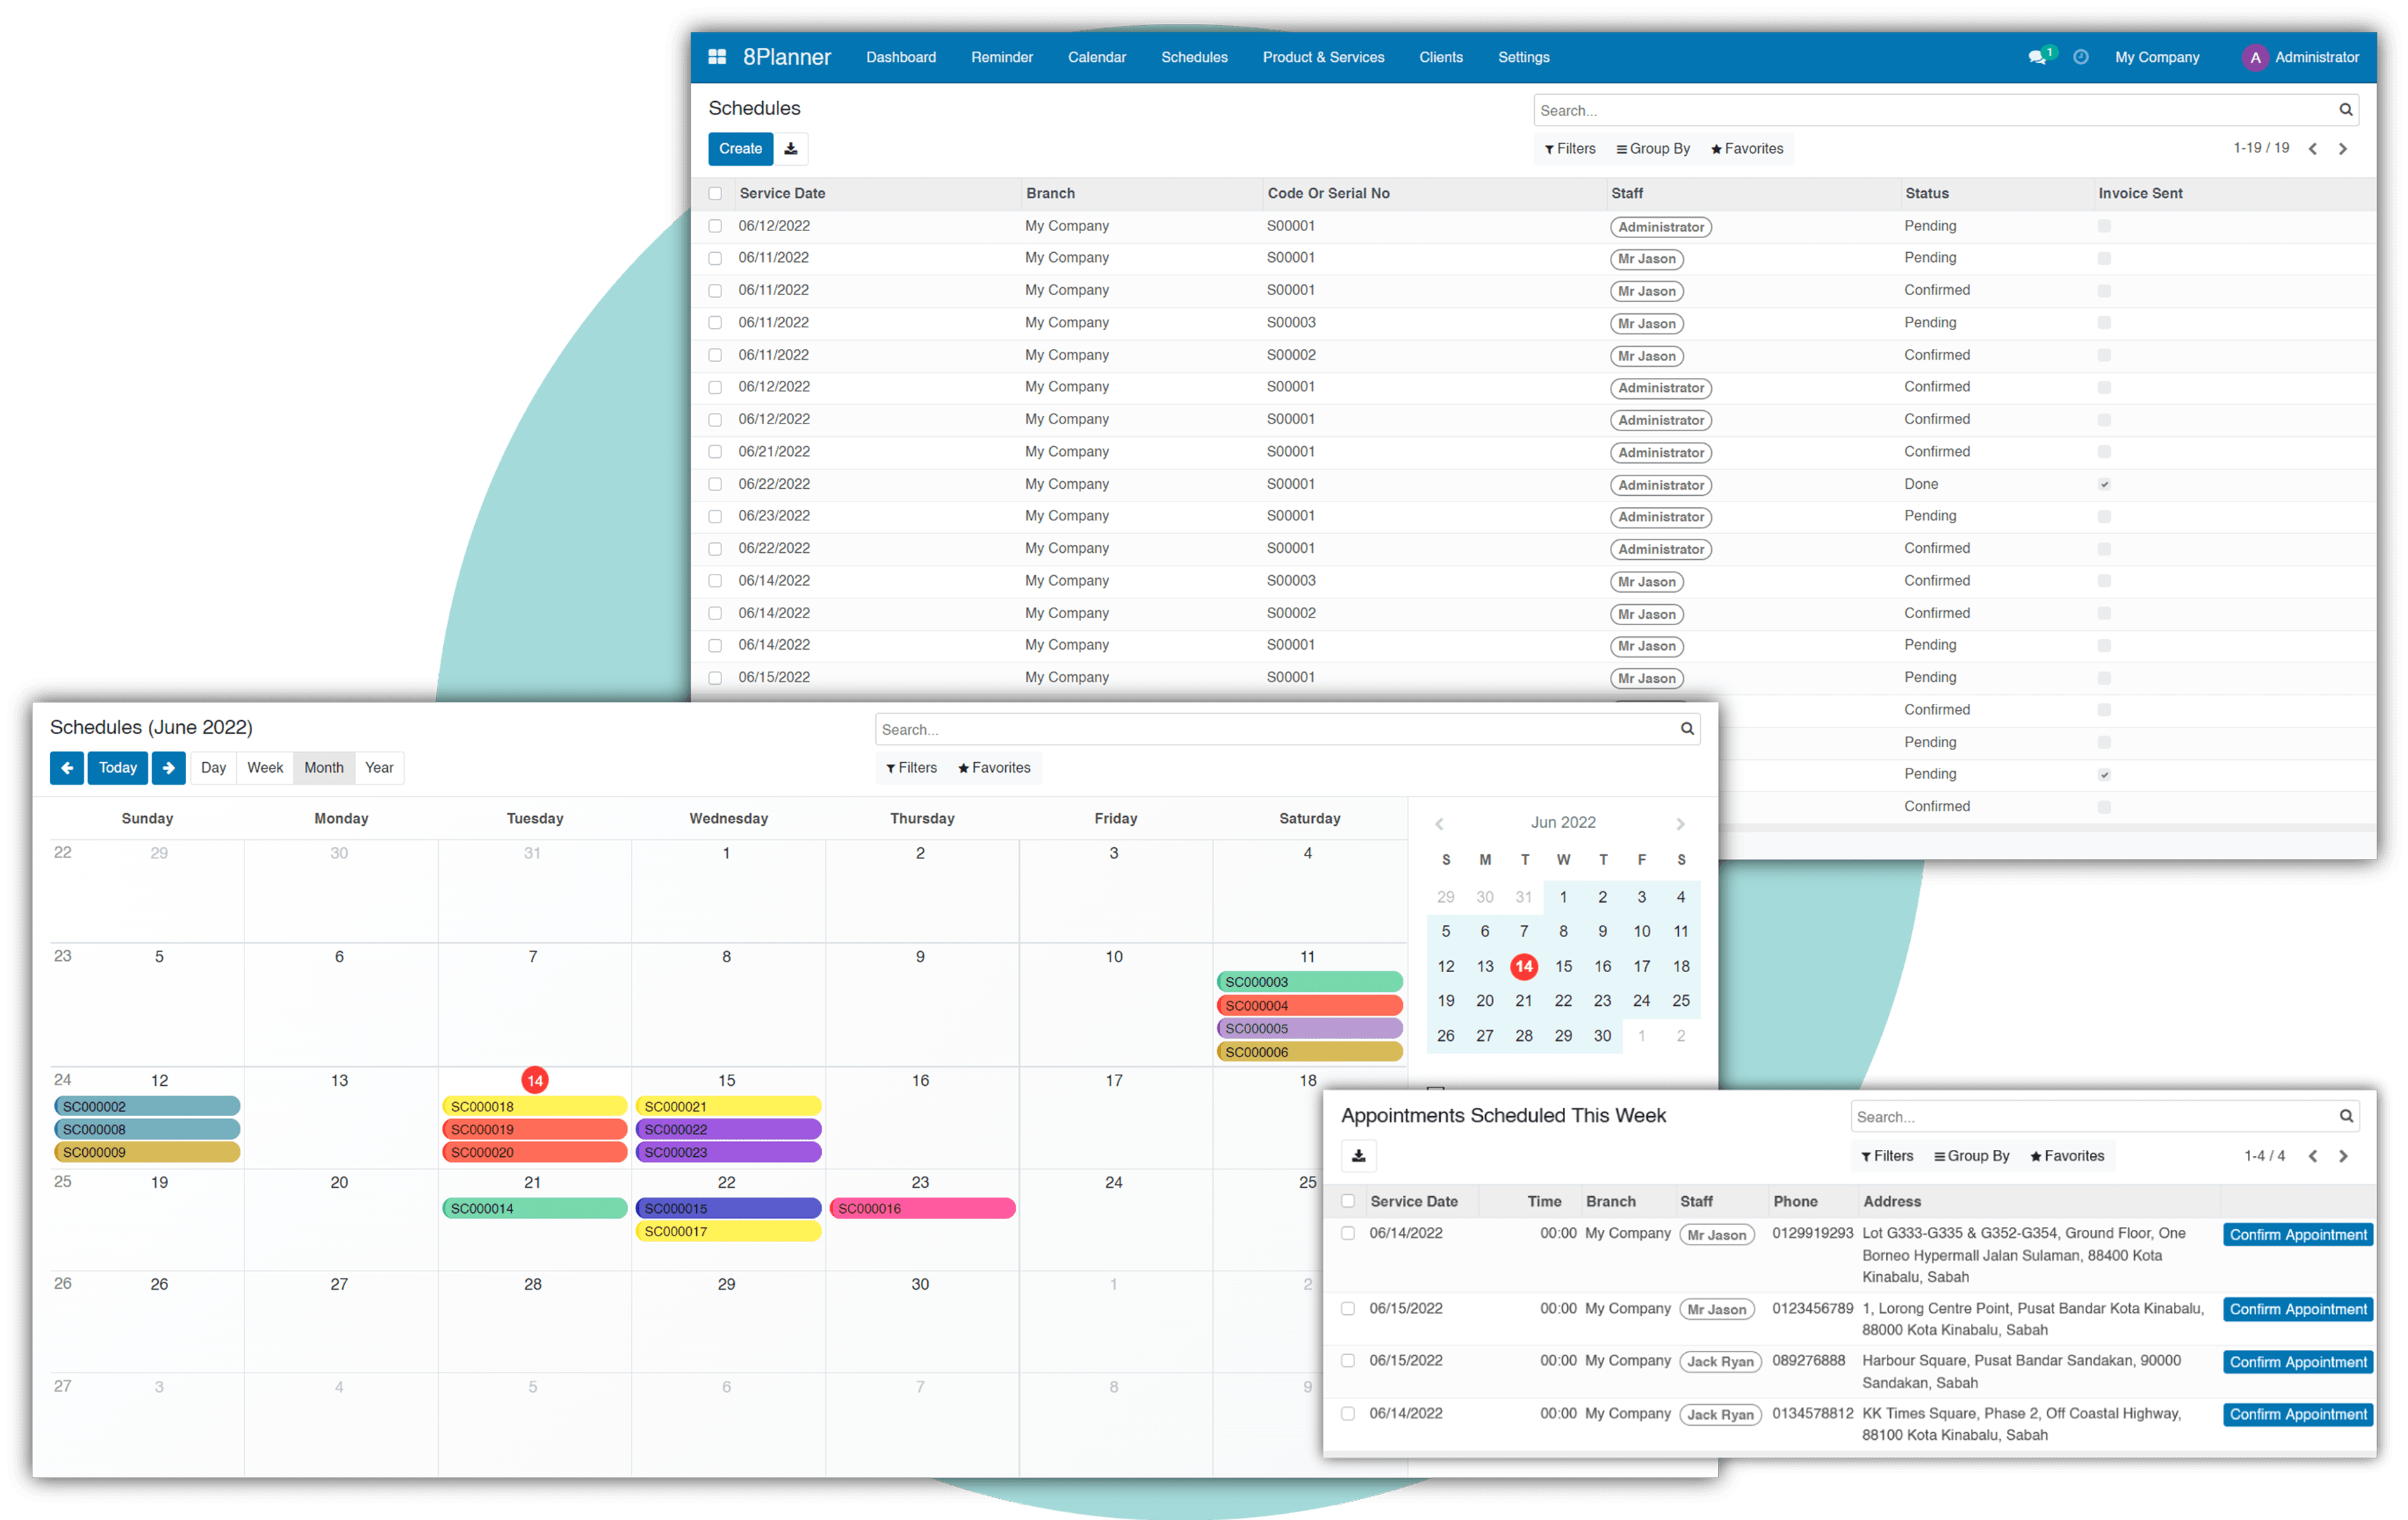 8Planner Dashboard Reminder Calendar Schedules Product & Services Clients Settings 1 My Company A Administrator
Schedules Search...
Create Filters Group By Favorites 1-19 / 19
Service Date Branch Code Or Serial No Staff Status Invoice Sent
06/12/2022 My Company S00001 Administrator Pending
06/11/2022 My Company S00001 Mr Jason Pending
06/11/2022 My Company S00001 Mr Jason Confirmed
06/11/2022 My Company S00003 Mr Jason Pending
06/11/2022 My Company S00002 Mr Jason Confirmed
06/12/2022 My Company S00001 Administrator Confirmed
06/12/2022 My Company S00001 Administrator Confirmed
06/21/2022 My Company S00001 Administrator Confirmed
06/22/2022 My Company S00001 Administrator Done
06/23/2022 My Company S00001 Administrator Pending
06/22/2022 My Company S00001 Administrator Confirmed
06/14/2022 My Company S00003 Mr Jason Confirmed
06/14/2022 My Company S00002 Mr Jason Confirmed
06/14/2022 My Company S00001 Mr Jason Pending
06/15/2022 My Company S00001 Mr Jason Pending
Confirmed
Pending
Pending
Confirmed
Schedules (June 2022) Search...
Today Day Week Month Year Filters Favorites
Sunday Monday Tuesday Wednesday Thursday Friday Saturday
22 29 30 31 1 2 3 4
23 5 6 7 8 9 10 11
SC000003
SC000004
SC000005
SC000006
24 12 13 14 15 16 17 18
SC000002 SC000018 SC000021
SC000008 SC000019 SC000022
SC000009 SC000020 SC000023
25 19 20 21 22 23 24 25
SC000014 SC000015 SC000016
SC000017
26 26 27 28 29 30 1 2
27 3 4 5 6 7 8 9
Jun 2022
S M T W T F S
29 30 31 1 2 3 4
5 6 7 8 9 10 11
12 13 14 15 16 17 18
19 20 21 22 23 24 25
26 27 28 29 30 1 2
Appointments Scheduled This Week Search...
Filters Group By Favorites 1-4 / 4
Service Date Time Branch Staff Phone Address
06/14/2022 00:00 My Company Mr Jason 0129919293 Lot G333-G335 & G352-G354, Ground Floor, One Confirm Appointment
Borneo Hypermall Jalan Sulaman, 88400 Kota
Kinabalu, Sabah
06/15/2022 00:00 My Company Mr Jason 0123456789 1, Lorong Centre Point, Pusat Bandar Kota Kinabalu, Confirm Appointment
88000 Kota Kinabalu, Sabah
06/15/2022 00:00 My Company Jack Ryan 089276888 Harbour Square, Pusat Bandar Sandakan, 90000 Confirm Appointment
Sandakan, Sabah
06/14/2022 00:00 My Company Jack Ryan 0134578812 KK Times Square, Phase 2, Off Coastal Highway, Confirm Appointment
88100 Kota Kinabalu, Sabah